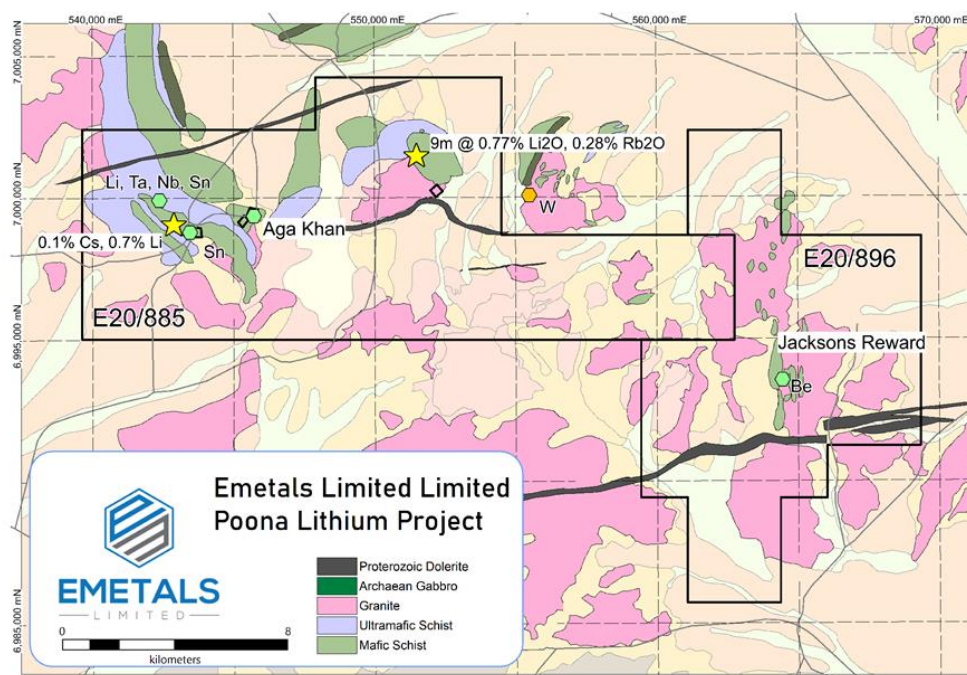 540,000 mE
550,000 mE
560,000 mE
570,000 mE
7,005,000 mN
9m @ 0.77% Li2O, 0.28% Rb2O
Li, Ta, Nb, Sn
7,000,000 mN
W
Aga Khan
0.1% Cs, 0.7% Li
Sn
E20/896
E20/885
6,995,000 mN
Jacksons Reward
Be
Emetals Limited Limited
Poona Lithium Project
EMETALS
LIMITED
Proterozoic Dolerite
Archaean Gabbro
Granite
Ultramafic Schist
Mafic Schist
0
8
kilometers
6,985,000 mN